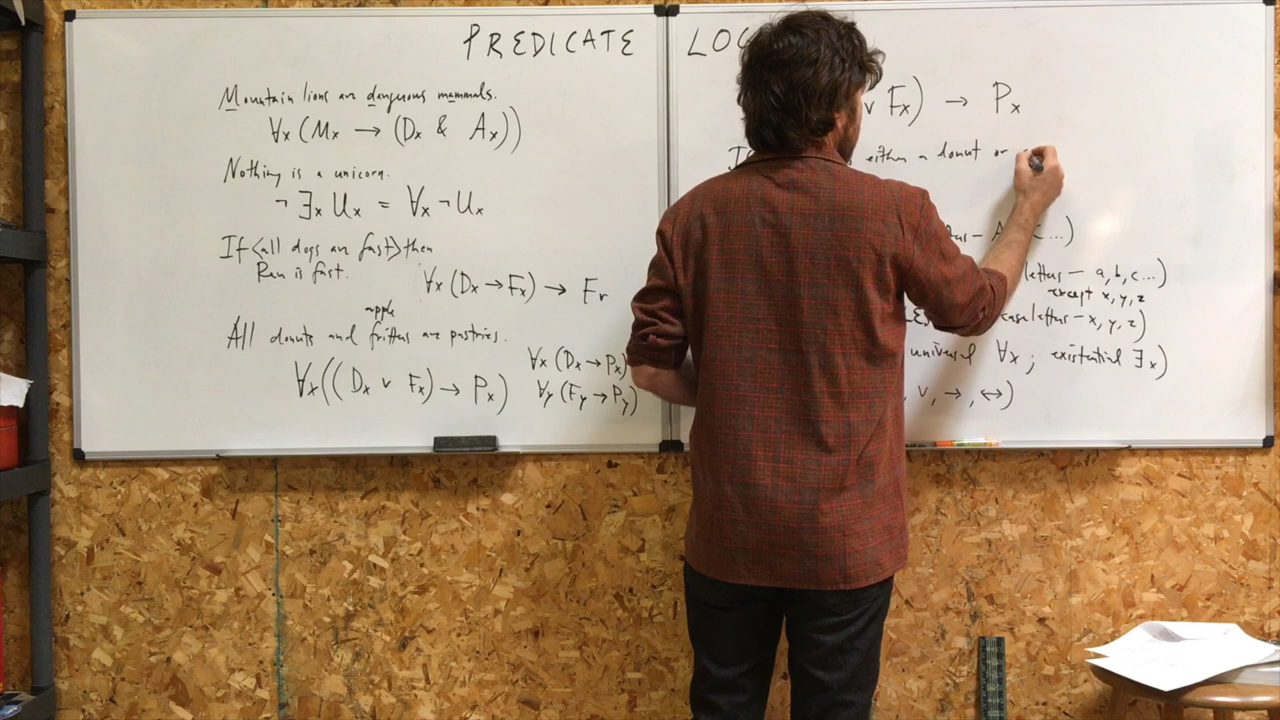 PREDICATE LO
Mountain lions are dangerous mammals.
∀x (Mx → (Dx & Ax))
Nothing is a unicorn.
¬ ∃x Ux = ∀x ¬ Ux
If <all dogs are fast> then
Ran is fast.
∀x (Dx → Fx) → Fr
apple
All donuts and fritters are pastries.
∀x ((Dx ∨ Fx) → Px)
∀x (Dx → Px)
∀y (Fy → Py)
∨ Fx) → Px
either a donut or
...)
letters – a, b, c...)
except x, y, z
case letters – x, y, z)
universal ∀x ; existential ∃x)
, ∨, →, ↔)